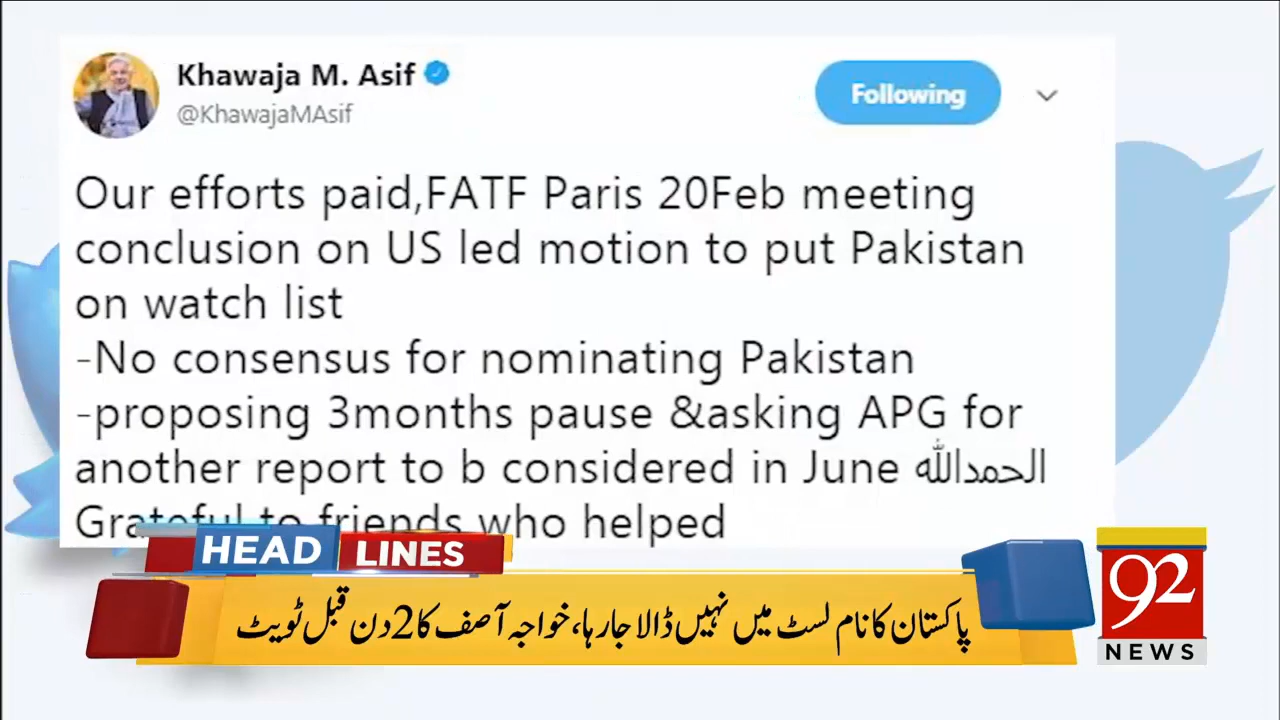 Khawaja M. Asif
@KhawajaMAsif
Following
Our efforts paid,FATF Paris 20Feb meeting
conclusion on US led motion to put Pakistan
on watch list
-No consensus for nominating Pakistan
-proposing 3months pause &asking APG for
another report to b considered in June الحمدالله
Grateful to friends who helped
HEAD LINES
پاکستان کا نام لسٹ میں نہیں ڈالا جا رہا، خواجہ آصف کا 2 دن قبل ٹویٹ
92
NEWS